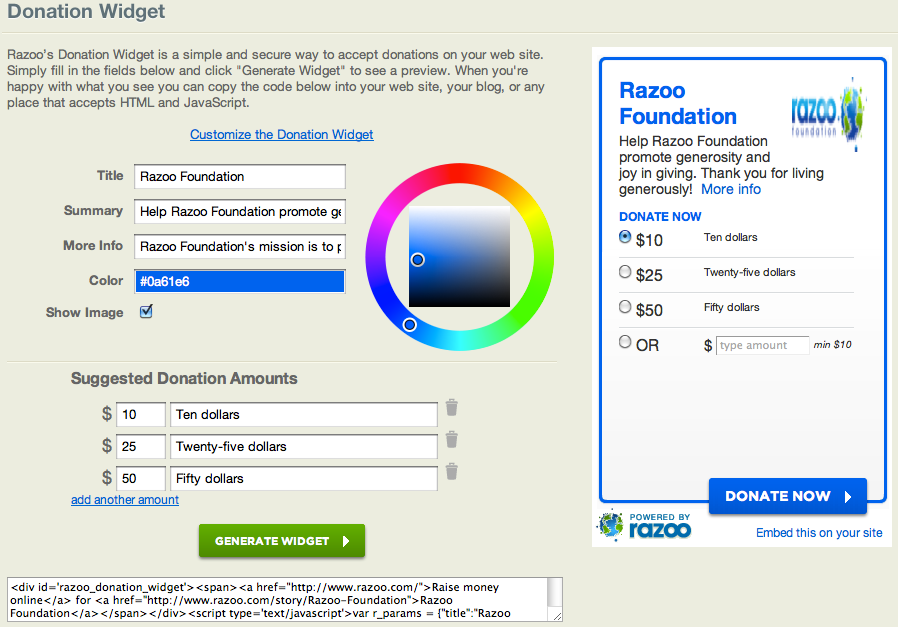 Donation Widget
Razoo's Donation Widget is a simple and secure way to accept donations on your web site.
Simply fill in the fields below and click "Generate Widget" to see a preview. When you're
happy with what you see you can copy the code below into your web site, your blog, or any
place that accepts HTML and JavaScript.
Customize the Donation Widget
Title Razoo Foundation
Summary Help Razoo Foundation promote ge
More Info Razoo Foundation's mission is to p
Color #0a61e6
Show Image
Suggested Donation Amounts
$ 10 Ten dollars
$ 25 Twenty-five dollars
$ 50 Fifty dollars
add another amount
GENERATE WIDGET
<div id='razoo_donation_widget'><span><a href="http://www.razoo.com/">Raise money
online</a> for <a href="http://www.razoo.com/story/Razoo-Foundation">Razoo
Foundation</a></span></div><script type='text/javascript'>var r_params = {"title":"Razoo
Razoo
Foundation
razoo
foundation
Help Razoo Foundation
promote generosity and
joy in giving. Thank you for living
generously! More info
DONATE NOW
$10 Ten dollars
$25 Twenty-five dollars
$50 Fifty dollars
OR $ type amount min $10
DONATE NOW
POWERED BY
razoo
Embed this on your site